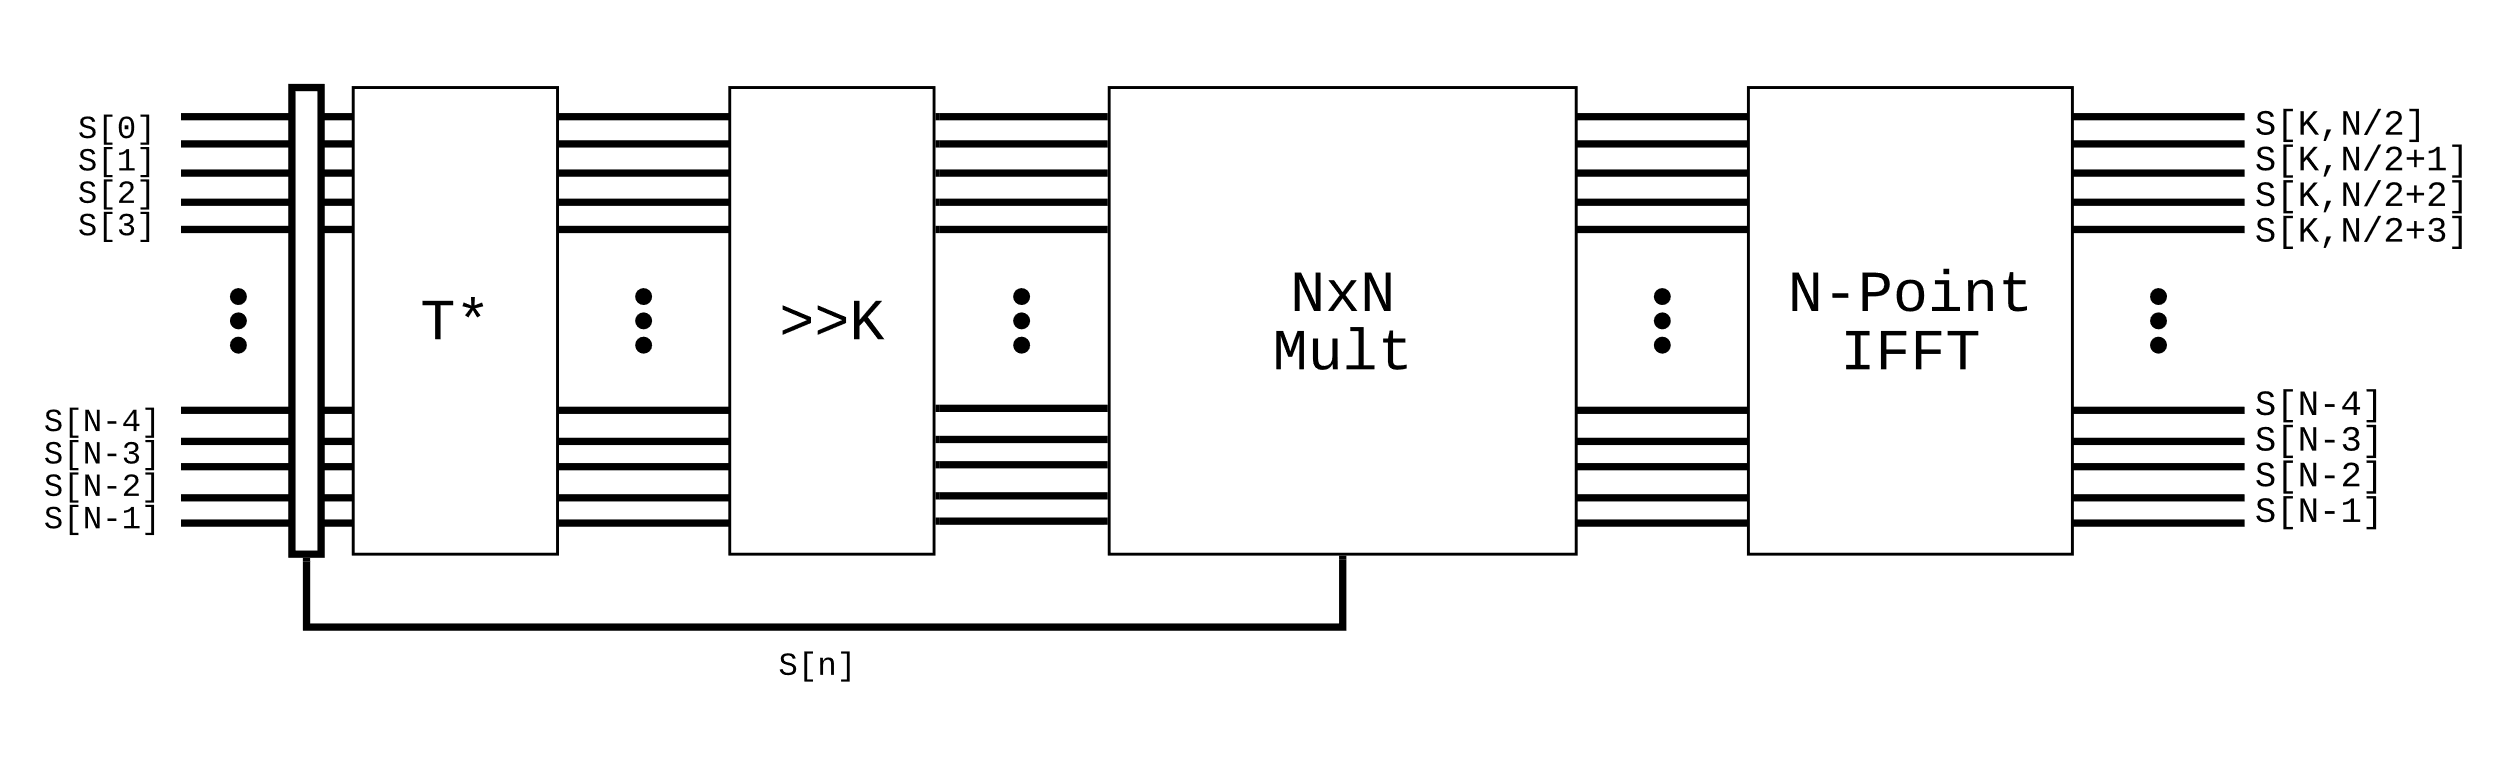 S[0]
S[1]
S[2]
S[3]
S[N-4]
S[N-3]
S[N-2]
S[N-1]
T*
>>K
NxN
Mult
N-Point
IFFT
S[K,N/2]
S[K,N/2+1]
S[K,N/2+2]
S[K,N/2+3]
S[N-4]
S[N-3]
S[N-2]
S[N-1]
S[n]